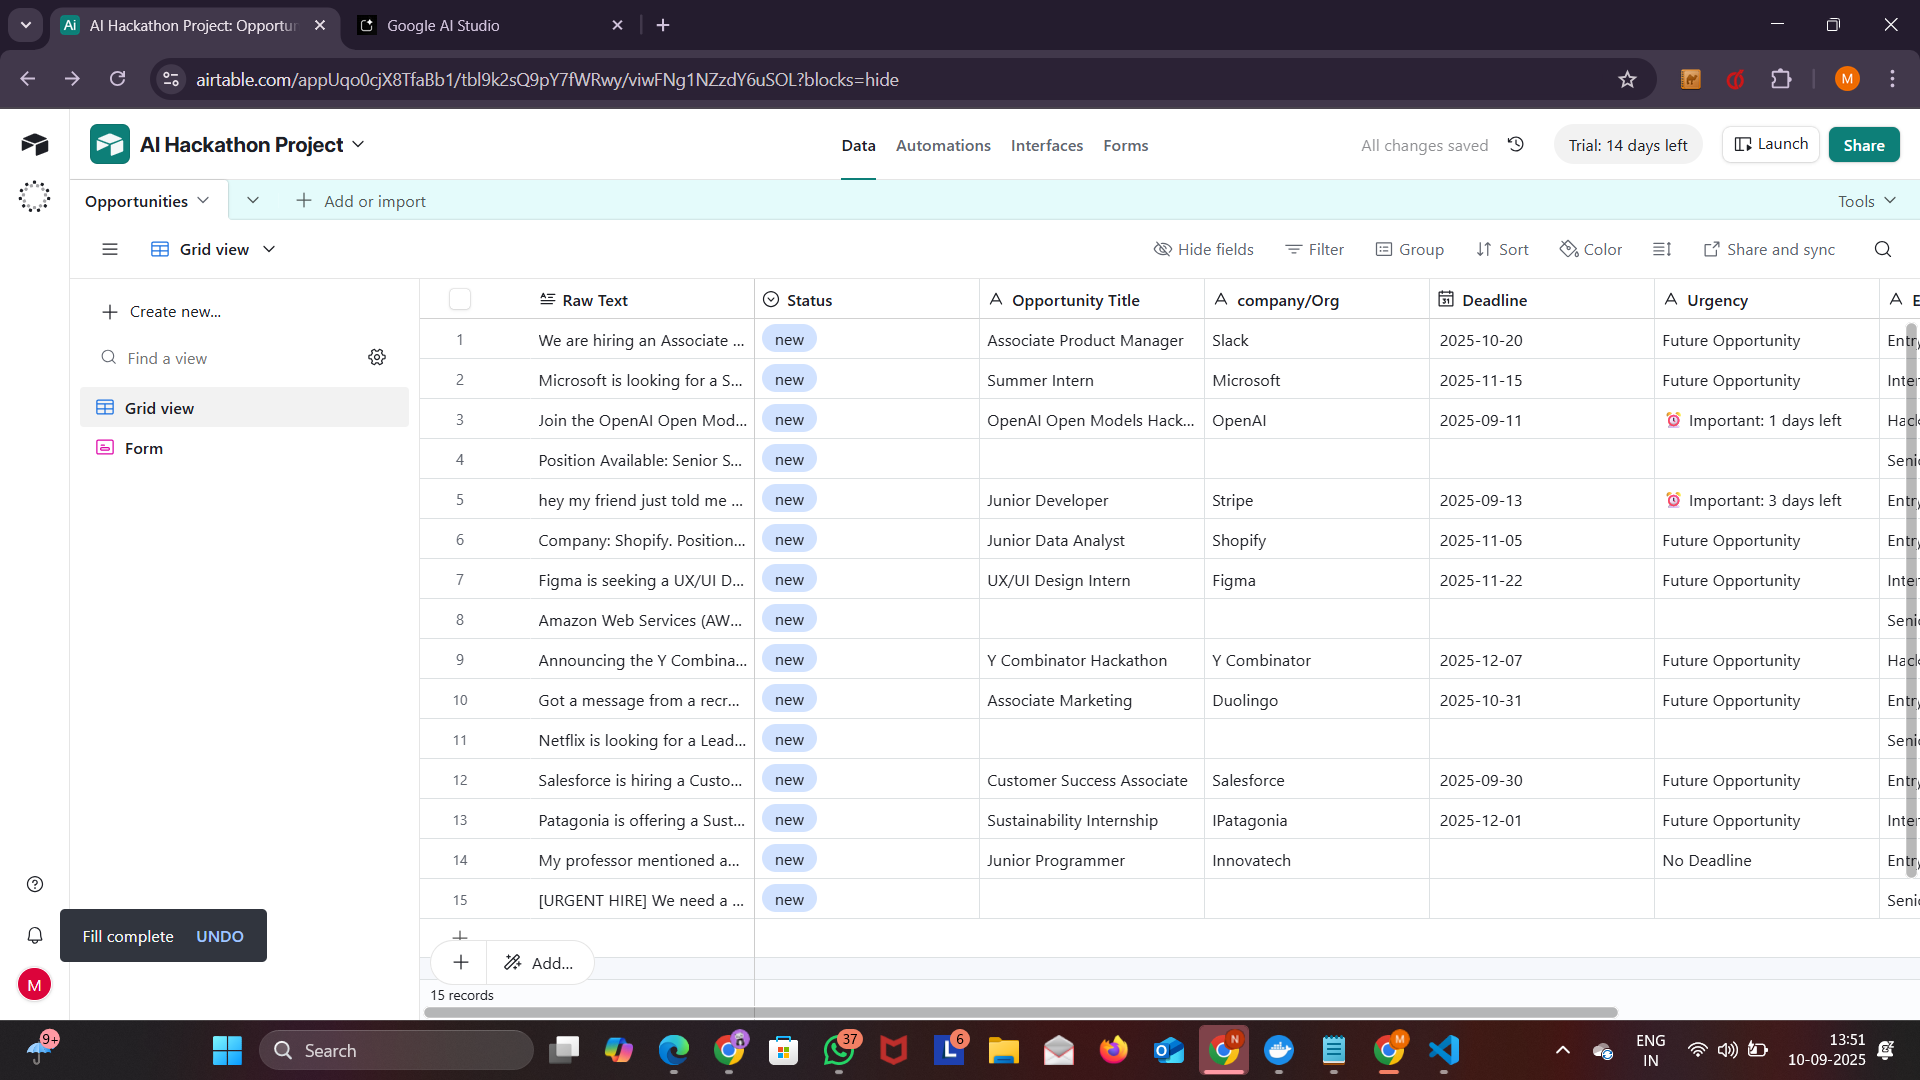 AI Hackathon Project: Opportun
Google AI Studio
airtable.com/appUqo0cjX8TfaBb1/tbl9k2sQ9pY7fWRwy/viwFNg1NZzdY6uSOL?blocks=hide
M
AI Hackathon Project
Data
Automations
Interfaces
Forms
All changes saved
Trial: 14 days left
Launch
Share
Opportunities
Add or import
Tools
Grid view
Hide fields
Filter
Group
Sort
Color
Share and sync
Create new...
Find a view
Grid view
Form
Raw Text Status Opportunity Title company/Org Deadline Urgency E
1 We are hiring an Associate ... new Associate Product Manager Slack 2025-10-20 Future Opportunity Entry
2 Microsoft is looking for a S... new Summer Intern Microsoft 2025-11-15 Future Opportunity Inter
3 Join the OpenAI Open Mod... new OpenAI Open Models Hack... OpenAI 2025-09-11 ⏰ Important: 1 days left Hack
4 Position Available: Senior S... new Senio
5 hey my friend just told me ... new Junior Developer Stripe 2025-09-13 ⏰ Important: 3 days left Entry
6 Company: Shopify. Position... new Junior Data Analyst Shopify 2025-11-05 Future Opportunity Entry
7 Figma is seeking a UX/UI D... new UX/UI Design Intern Figma 2025-11-22 Future Opportunity Inter
8 Amazon Web Services (AW... new Senio
9 Announcing the Y Combina... new Y Combinator Hackathon Y Combinator 2025-12-07 Future Opportunity Hack
10 Got a message from a recr... new Associate Marketing Duolingo 2025-10-31 Future Opportunity Entry
11 Netflix is looking for a Lead... new Senio
12 Salesforce is hiring a Custo... new Customer Success Associate Salesforce 2025-09-30 Future Opportunity Entry
13 Patagonia is offering a Sust... new Sustainability Internship IPatagonia 2025-12-01 Future Opportunity Inter
14 My professor mentioned a... new Junior Programmer Innovatech No Deadline Entry
15 [URGENT HIRE] We need a ... new Senio
Fill complete UNDO
Add...
M
15 records
9+
Search
37
6
N
M
ENG
IN
13:51
10-09-2025